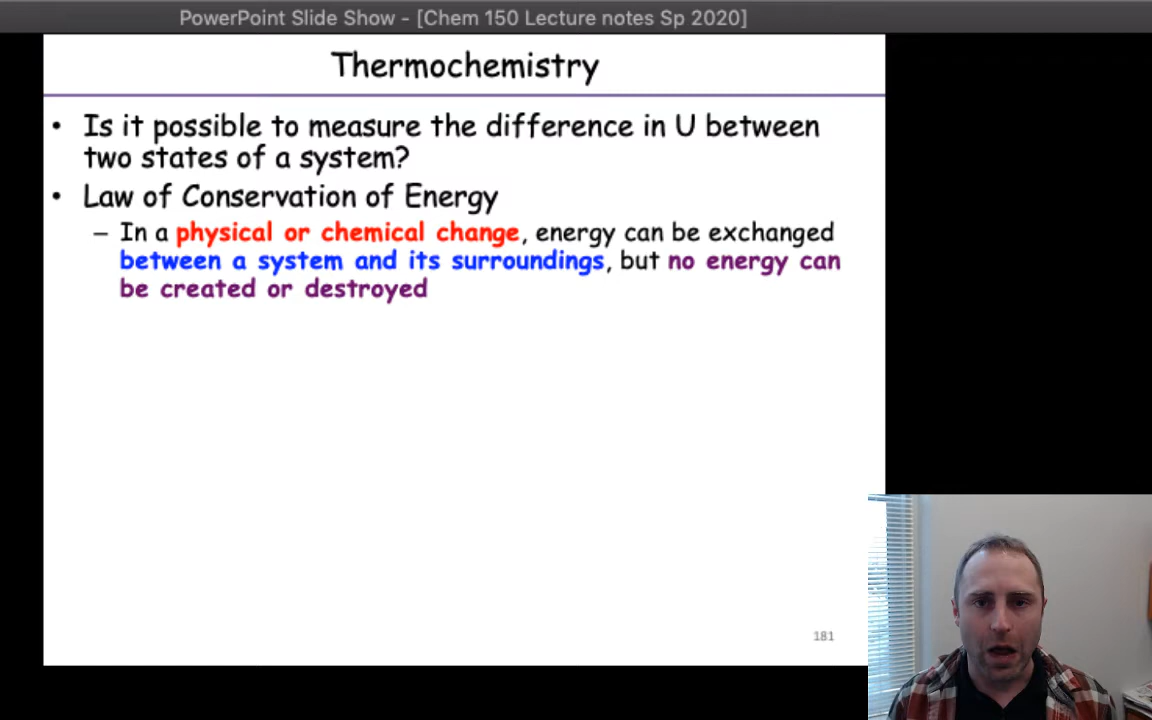 PowerPoint Slide Show - [Chem 150 Lecture notes Sp 2020]
Thermochemistry
• Is it possible to measure the difference in U between
two states of a system?
• Law of Conservation of Energy
– In a physical or chemical change, energy can be exchanged
between a system and its surroundings, but no energy can
be created or destroyed
181